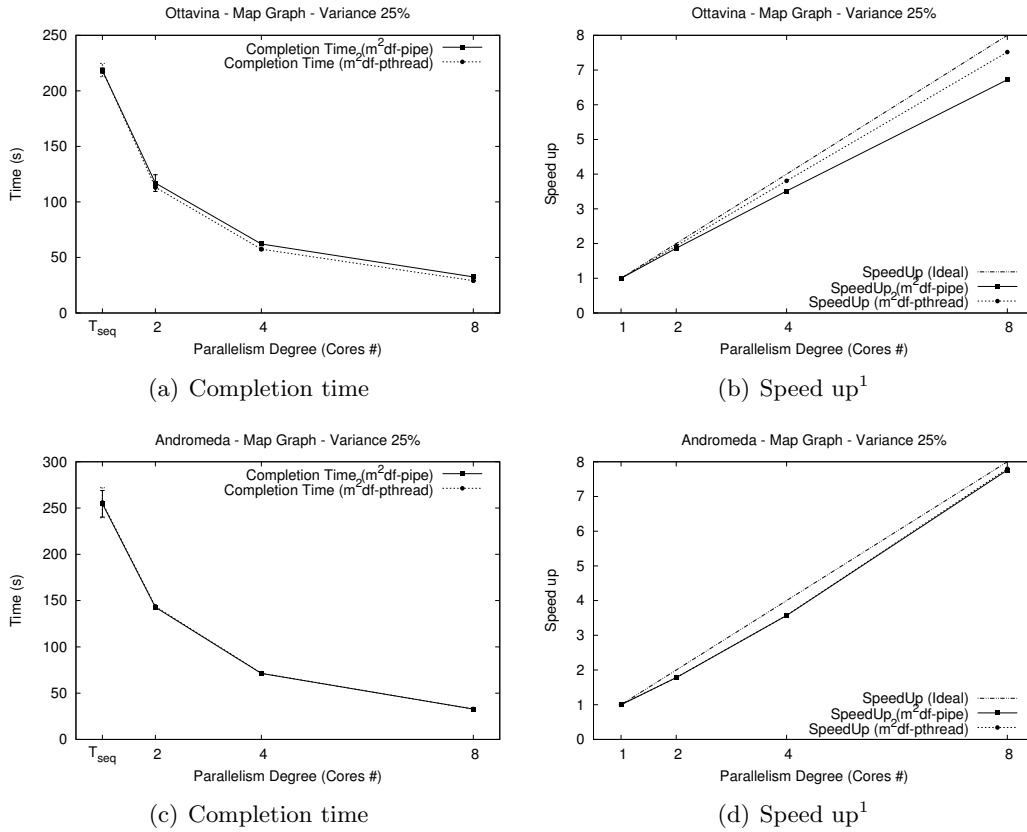 Ottavina - Map Graph - Variance 25%
Completion Time (m²df-pipe)
Completion Time (m²df-pthread)
250
200
150
100
50
0
Time (s)
T_seq 2 4 8
Parallelism Degree (Cores #)
(a) Completion time
Ottavina - Map Graph - Variance 25%
8
7
6
5
4
3
2
1
0
Speed up
SpeedUp (Ideal)
SpeedUp (m²df-pipe)
SpeedUp (m²df-pthread)
1 2 4 8
Parallelism Degree (Cores #)
(b) Speed up¹
Andromeda - Map Graph - Variance 25%
Completion Time (m²df-pipe)
Completion Time (m²df-pthread)
300
250
200
150
100
50
0
Time (s)
T_seq 2 4 8
Parallelism Degree (Cores #)
(c) Completion time
Andromeda - Map Graph - Variance 25%
8
7
6
5
4
3
2
1
0
Speed up
SpeedUp (Ideal)
SpeedUp (m²df-pipe)
SpeedUp (m²df-pthread)
1 2 4 8
Parallelism Degree (Cores #)
(d) Speed up¹